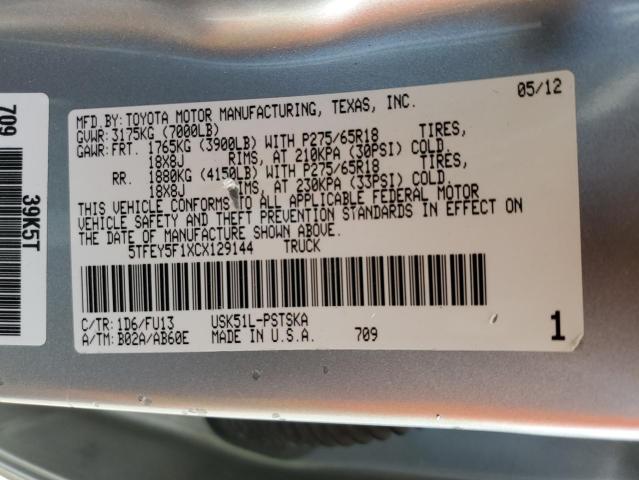 05/12
MFD.BY: TOYOTA MOTOR MANUFACTURING, TEXAS, INC.
GVWR: 3175KG (7000LB)
GAWR: FRT. 1765KG (3900LB) WITH P275/65R18 TIRES,
18X8J RIMS, AT 210KPA (30PSI) COLD.
RR. 1880KG (4150LB) WITH P275/65R18 TIRES,
18X8J RIMS, AT 230KPA (33PSI) COLD.
THIS VEHICLE CONFORMS TO ALL APPLICABLE FEDERAL MOTOR
VEHICLE SAFETY AND THEFT PREVENTION STANDARDS IN EFFECT ON
THE DATE OF MANUFACTURE SHOWN ABOVE.
5TFEY5F1XCX129144 TRUCK
C/TR: 1D6/FU13 USK51L-PSTSKA
A/TM: B02A/AB60E MADE IN U.S.A. 709 1
709
39K5T